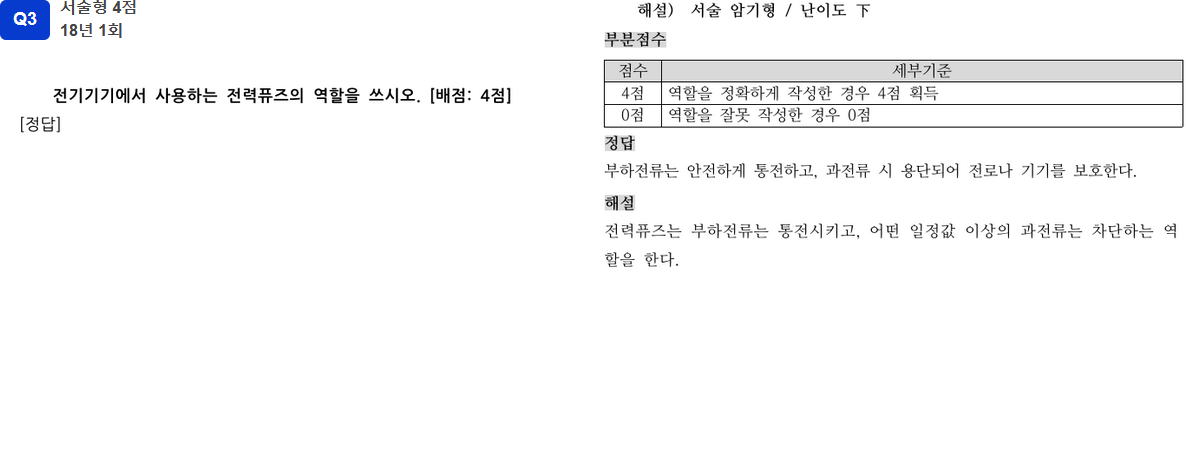 Q3
서술형 4점
18년 1회
전기기기에서 사용하는 전력퓨즈의 역할을 쓰시오. [배점: 4점]
[정답]
해설) 서술 암기형 / 난이도 下
부분점수
점수 세부기준
4점 역할을 정확하게 작성한 경우 4점 획득
0점 역할을 잘못 작성한 경우 0점
정답
부하전류는 안전하게 통전하고, 과전류 시 용단되어 전로나 기기를 보호한다.
해설
전력퓨즈는 부하전류는 통전시키고, 어떤 일정값 이상의 과전류는 차단하는 역
할을 한다.